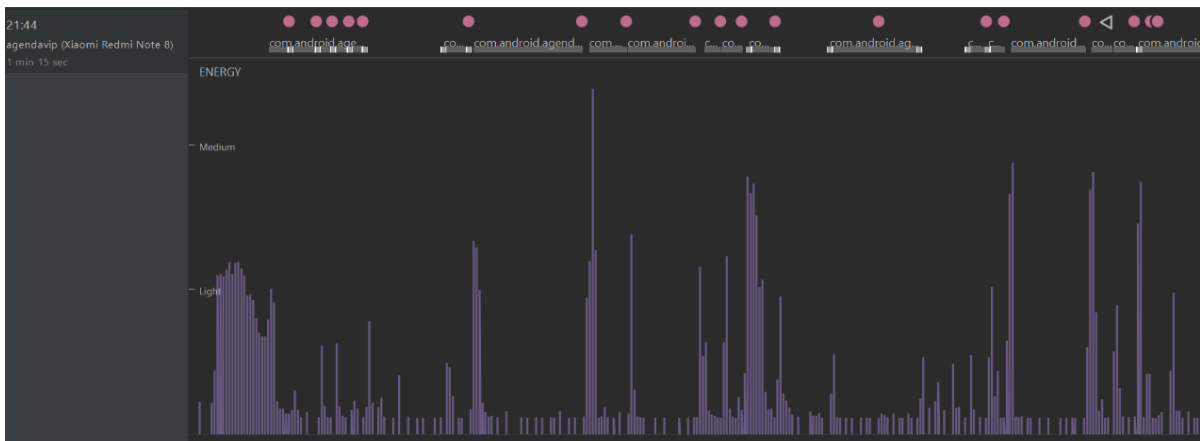 21:44
agendavip (Xiaomi Redmi Note 8)
1 min 15 sec
com.android.age...
co... com.android.agend... com... com.androi... c... co... co... com.android.ag... c... c... com.android... co... co... com.android
ENERGY
Medium
Light